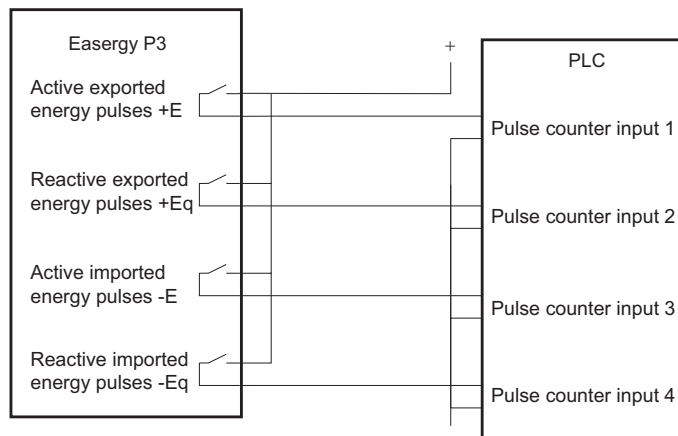 Easergy P3
Active exported
energy pulses +E
Reactive exported
energy pulses +Eq
Active imported
energy pulses -E
Reactive imported
energy pulses -Eq
+
PLC
Pulse counter input 1
Pulse counter input 2
Pulse counter input 3
Pulse counter input 4